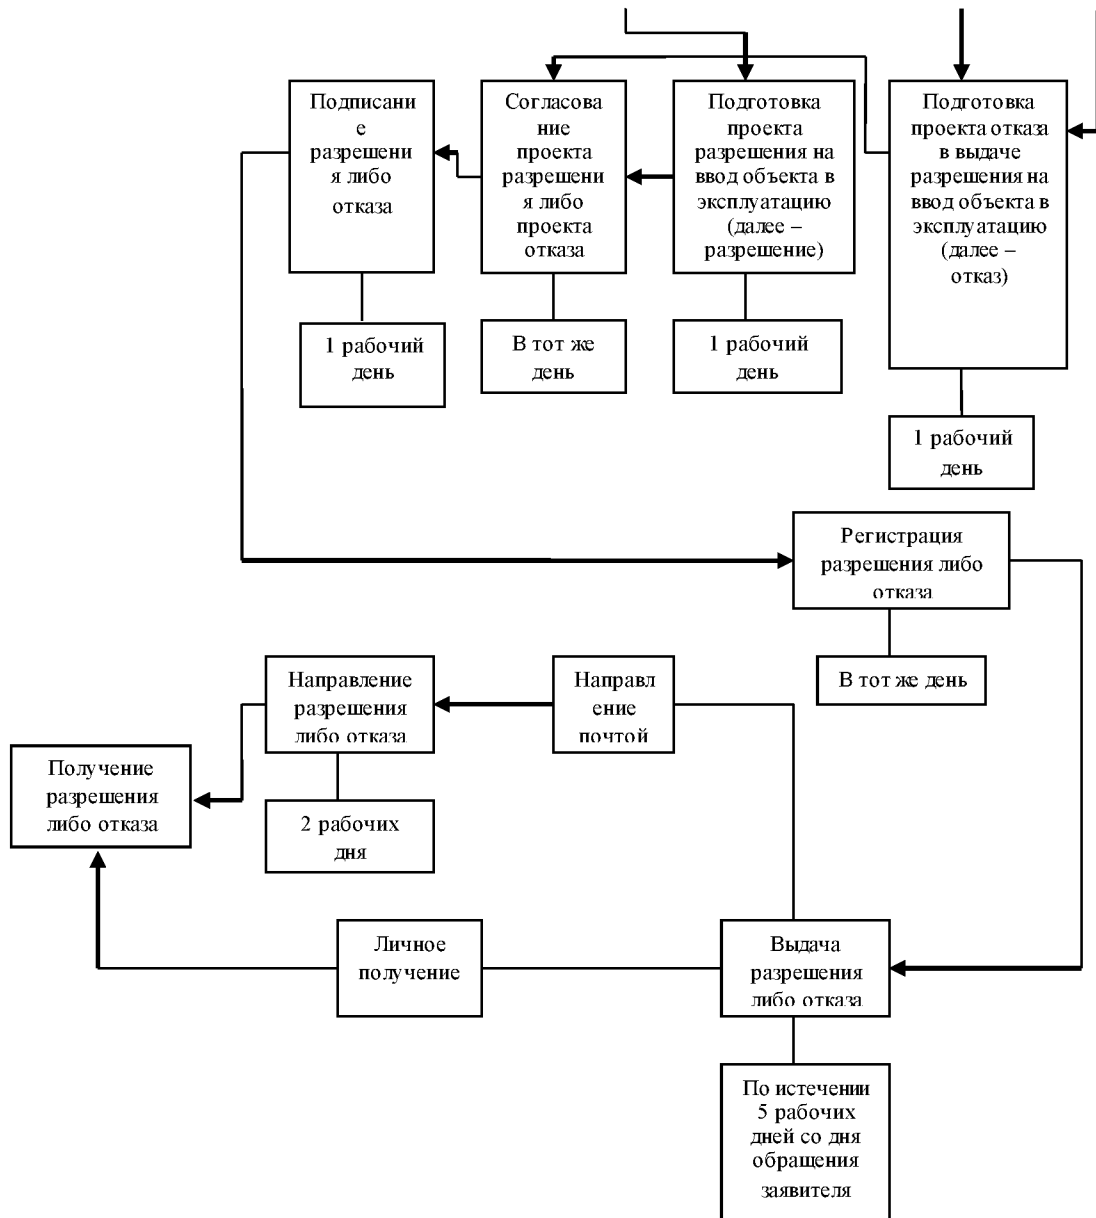 Подписани
е
разрешени
я либо
отказа
Согласова
ние
проекта
разрешени
я либо
проекта
отказа
Подготовка
проекта
разрешения на
ввод объекта в
эксплуатацию
(далее –
разрешение)
Подготовка
проекта отказа
в выдаче
разрешения на
ввод объекта в
эксплуатацию
(далее –
отказ)
1 рабочий
день
В тот же
день
1 рабочий
день
1 рабочий
день
Регистрация
разрешения либо
отказа
В тот же день
Направление
разрешения
либо отказа
Направл
ение
почтой
Получение
разрешения
либо отказа
2 рабочих
дня
Личное
получение
Выдача
разрешения
либо отказа
По истечении
5 рабочих
дней со дня
обращения
заявителя